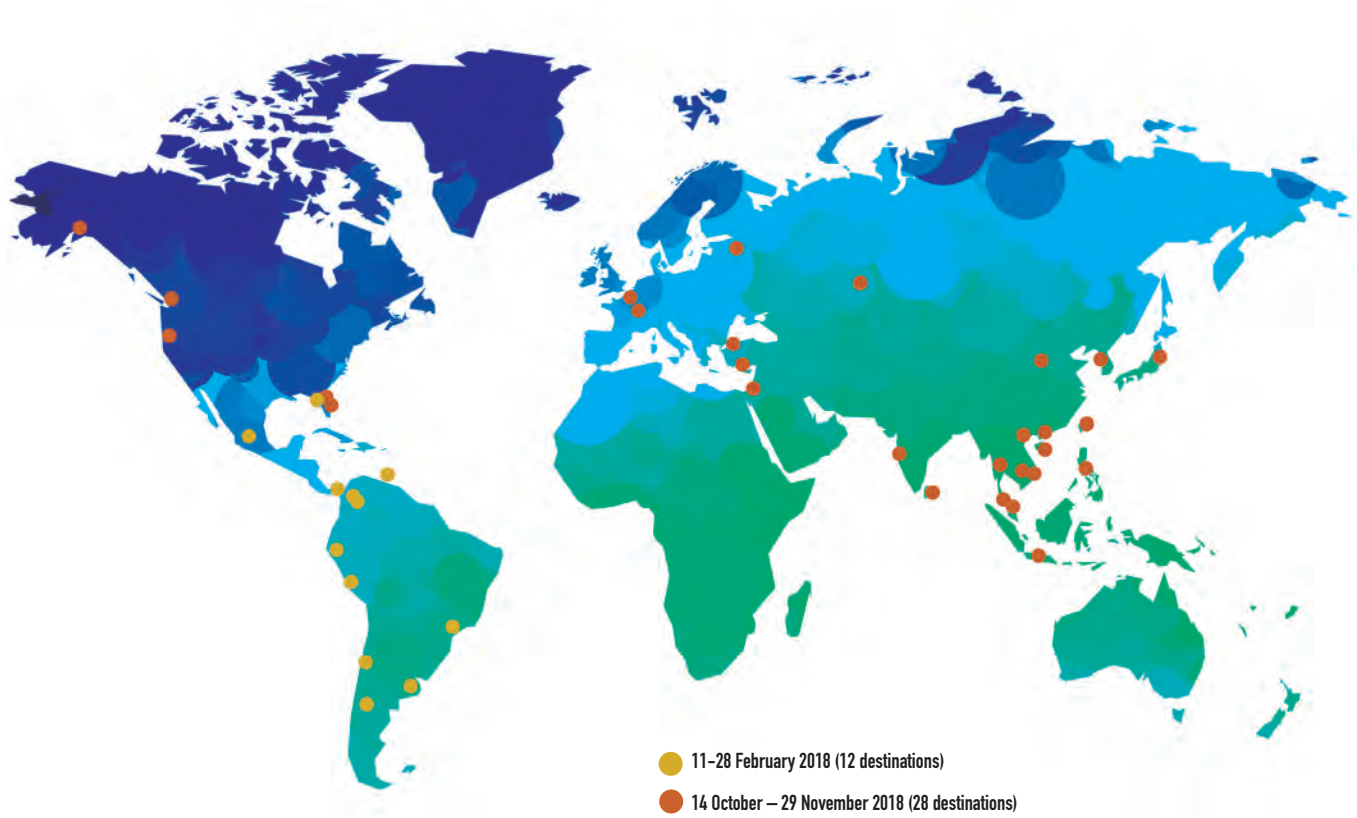 11–28 February 2018 (12 destinations)
14 October – 29 November 2018 (28 destinations)